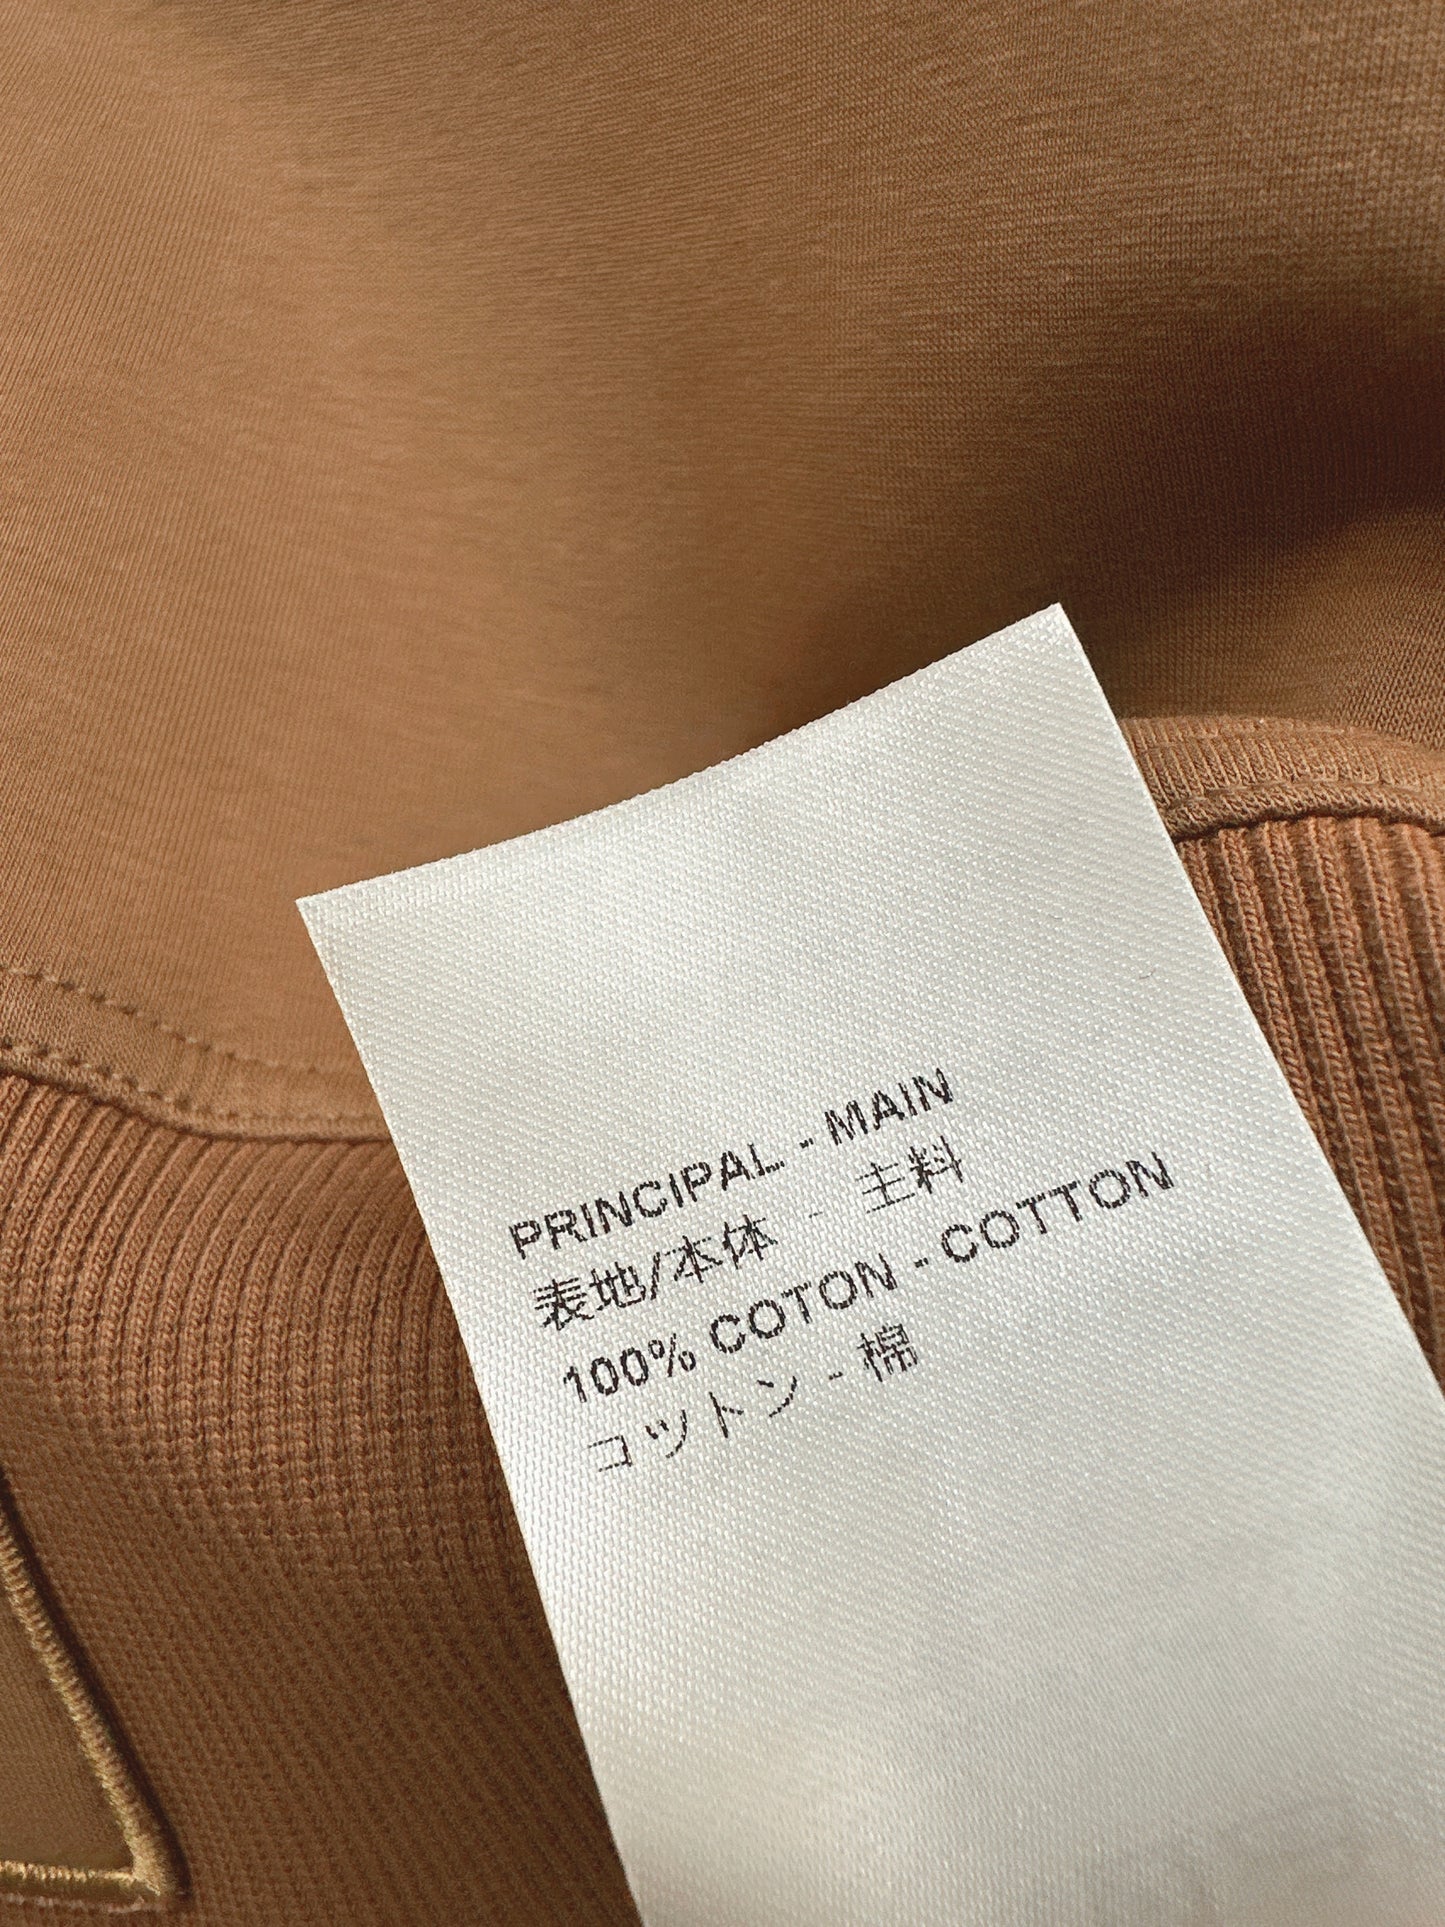 PRINCIPAL - MAIN
表地/本体 - 主料
100% COTON - COTTON
コットン - 棉